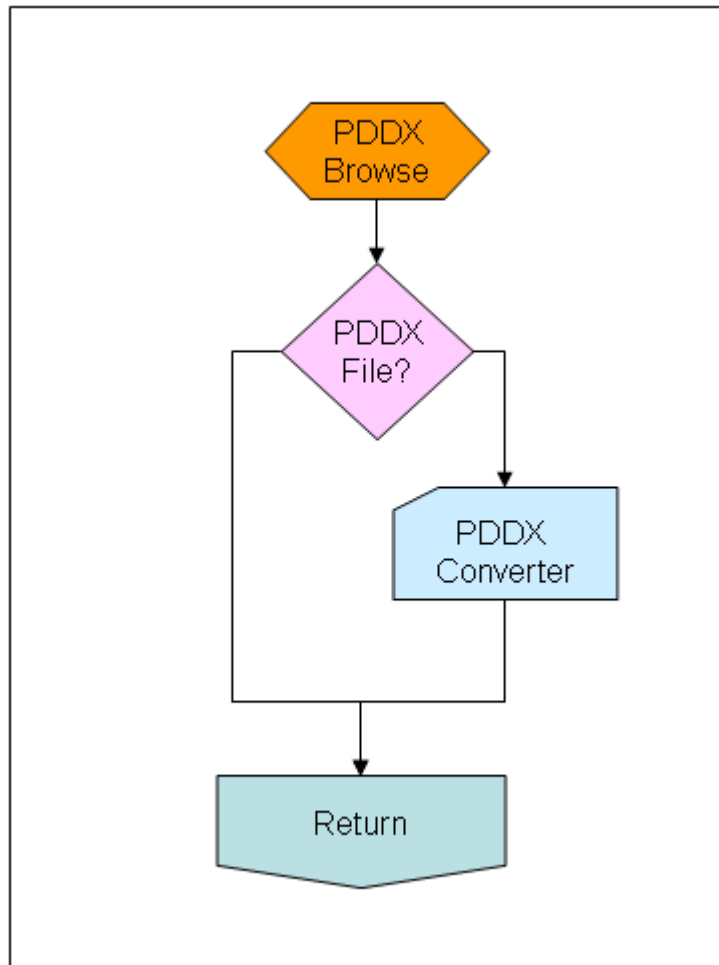 PDDX
Browse
PDDX
File?
PDDX
Converter
Return